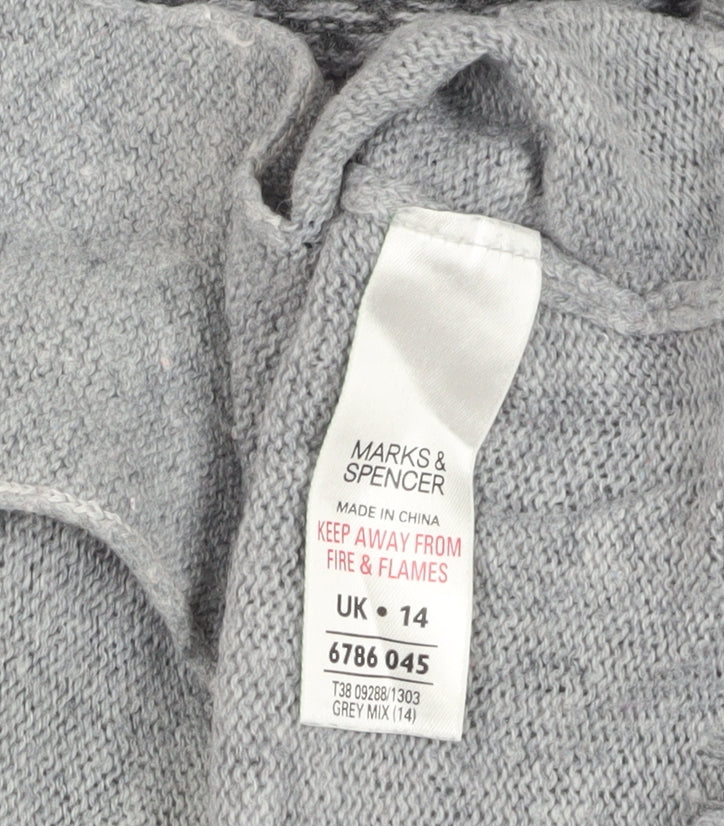 MARKS &
SPENCER
MADE IN CHINA
KEEP AWAY FROM
FIRE & FLAMES
UK • 14
6786 045
T38 09288/1303
GREY MIX (14)